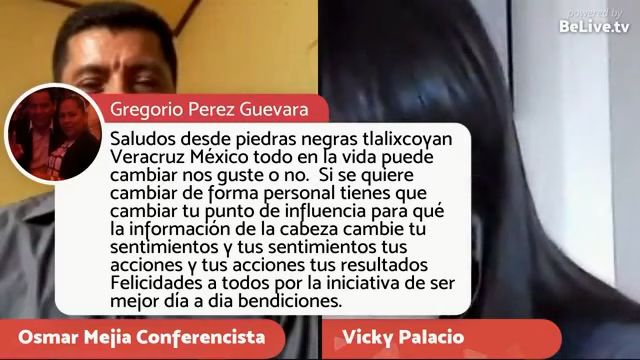 powered by
BeLive.tv
Gregorio Perez Guevara
Saludos desde piedras negras tlalixcoyan
Veracruz México todo en la vida puede
cambiar nos guste o no.  Si se quiere
cambiar de forma personal tienes que
cambiar tu punto de influencia para qué
la información de la cabeza cambie tu
sentimientos y tus sentimientos tus
acciones y tus acciones tus resultados
Felicidades a todos por la iniciativa de ser
mejor día a dia bendiciones.
Osmar Mejia Conferencista
Vicky Palacio